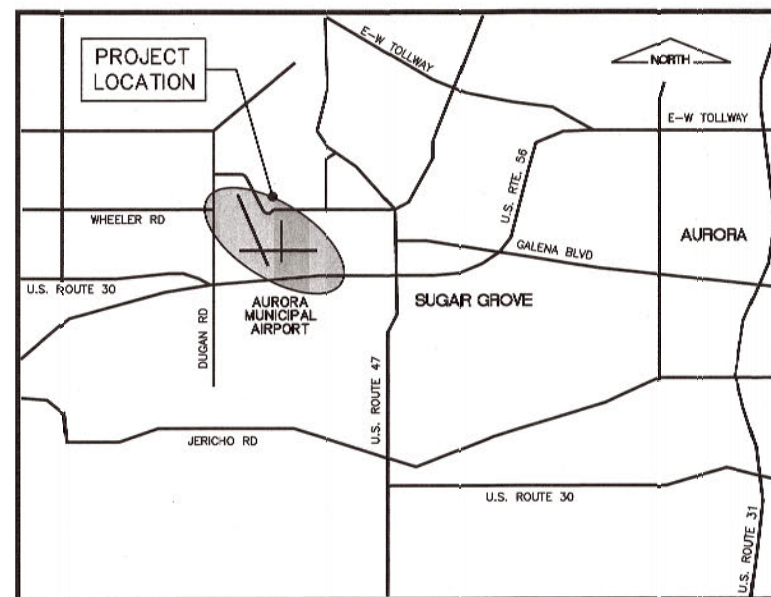 PROJECT
LOCATION
E-W TOLLWAY
NORTH
E-W TOLLWAY
U.S. RTE. 56
WHEELER RD
GALENA BLVD
AURORA
U.S. ROUTE 30
AURORA
MUNICIPAL
AIRPORT
SUGAR GROVE
DUGAN RD
U.S. ROUTE 47
JERICHO RD
U.S. ROUTE 30
U.S. ROUTE 31